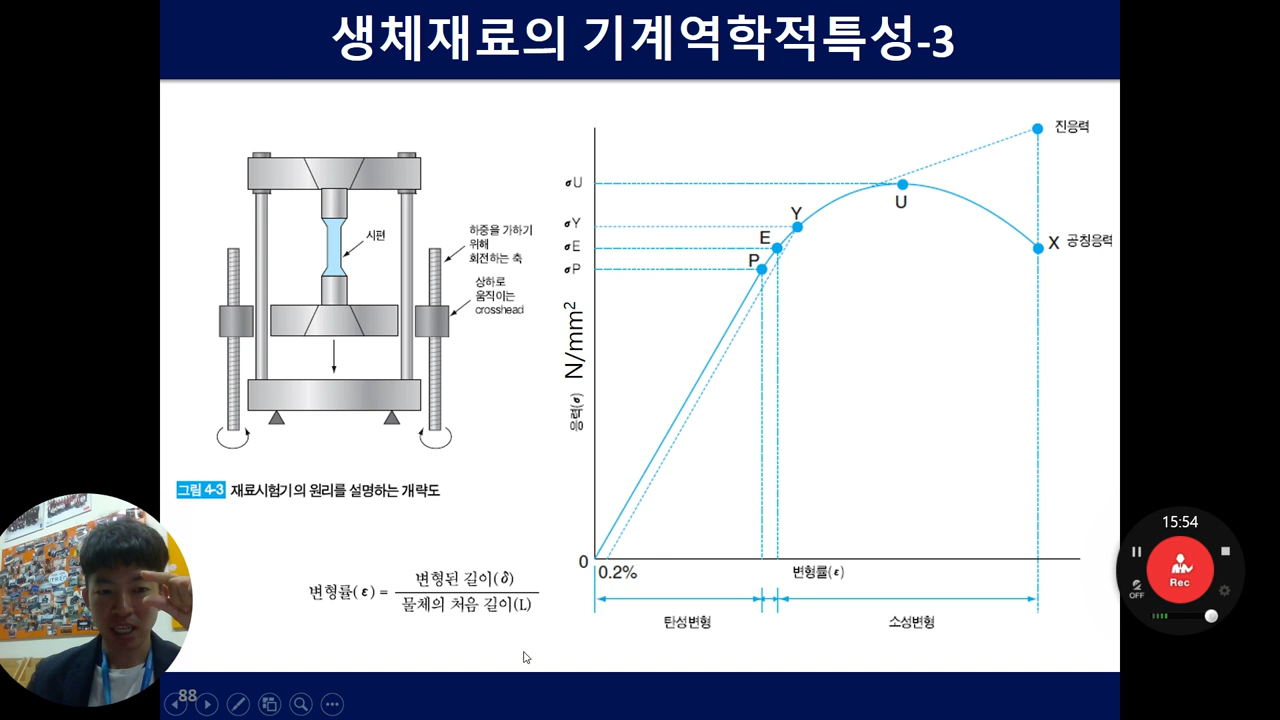 생체재료의 기계역학적특성-3
시편
하중을 가하기
위해
회전하는 축
상하로
움직이는
crosshead
그림 4-3 재료시험기의 원리를 설명하는 개략도
변형률(ε) = 변형된 길이(δ)
물체의 처음 길이(L)
진응력
σU
U
σY
Y
σE
E
X 공칭응력
σP
P
N/mm²
응력(σ)
0
0.2%
변형률(ε)
탄성변형
소성변형
88
15:54
Rec
OFF